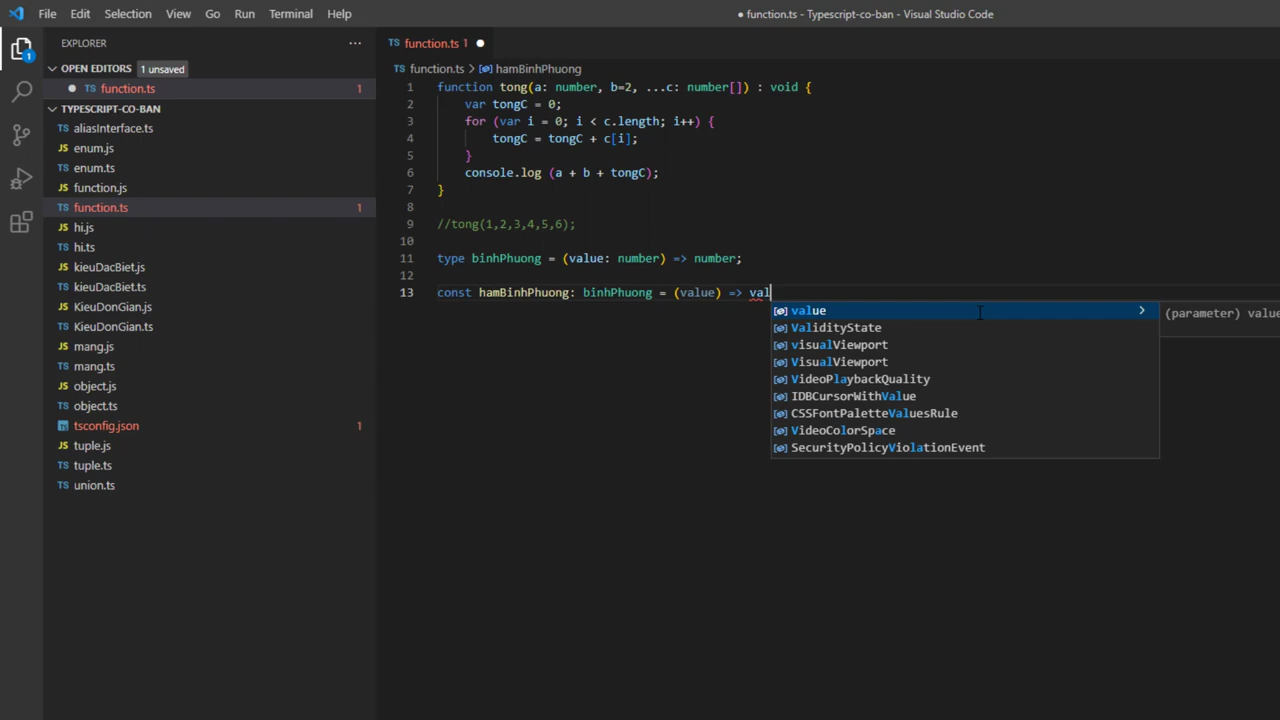 File Edit Selection View Go Run Terminal Help
● function.ts - Typescript-co-ban - Visual Studio Code
EXPLORER ...
OPEN EDITORS 1 unsaved
TS function.ts 1
TYPESCRIPT-CO-BAN
TS aliasInterface.ts
JS enum.js
TS enum.ts
JS function.js
TS function.ts 1
JS hi.js
TS hi.ts
JS kieuDacBiet.js
TS kieuDacBiet.ts
JS KieuDonGian.js
TS KieuDonGian.ts
JS mang.js
TS mang.ts
JS object.js
TS object.ts
tsconfig.json 1
JS tuple.js
TS tuple.ts
TS union.ts
1
TS function.ts 1 ●
TS function.ts > hamBinhPhuong
1 function tong(a: number, b=2, ...c: number[]) : void {
2 var tongC = 0;
3 for (var i = 0; i < c.length; i++) {
4 tongC = tongC + c[i];
5 }
6 console.log (a + b + tongC);
7 }
8
9 //tong(1,2,3,4,5,6);
10
11 type binhPhuong = (value: number) => number;
12
13 const hamBinhPhuong: binhPhuong = (value) => val
value
ValidityState
visualViewport
VisualViewport
VideoPlaybackQuality
IDBCursorWithValue
CSSFontPaletteValuesRule
VideoColorSpace
SecurityPolicyViolationEvent
(parameter) value